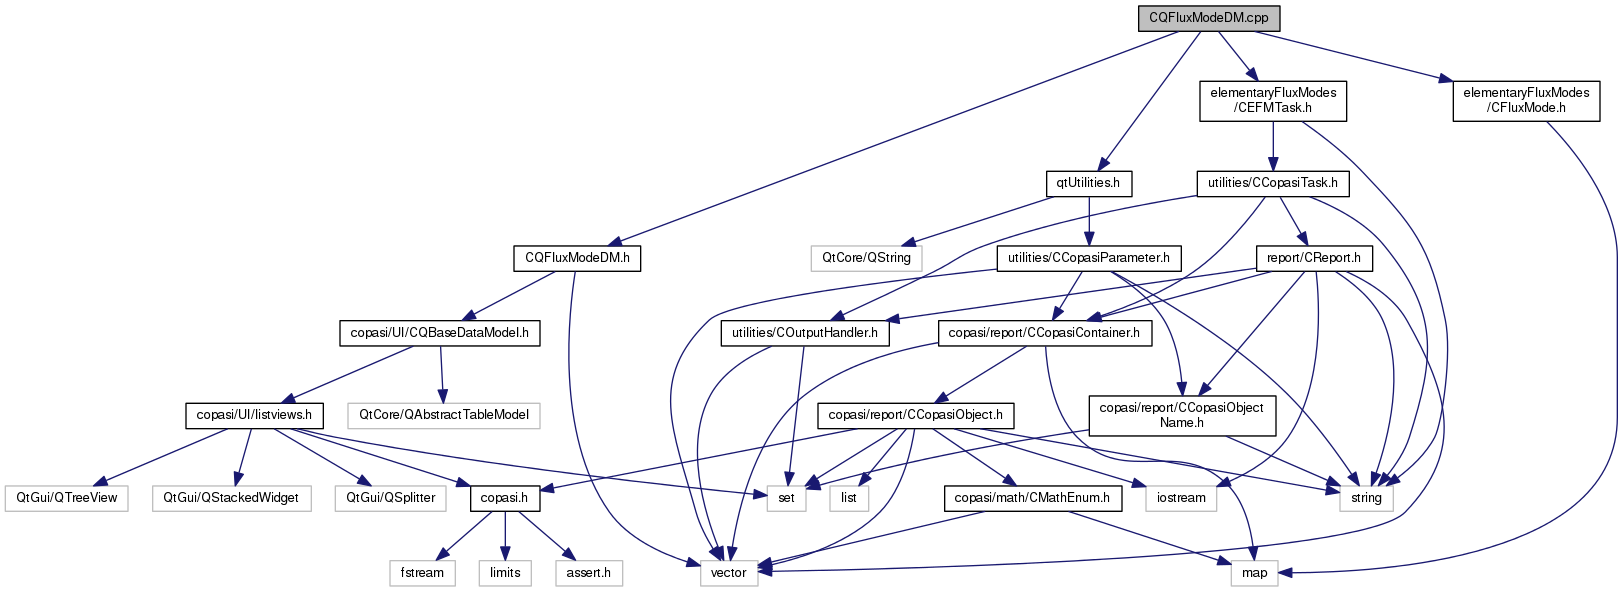 CQFluxModeDM.cpp
elementaryFluxModes
/CEFMTask.h
elementaryFluxModes
/CFluxMode.h
qtUtilities.h
utilities/CCopasiTask.h
CQFluxModeDM.h
QtCore/QString
utilities/CCopasiParameter.h
report/CReport.h
copasi/UI/CQBaseDataModel.h
utilities/COutputHandler.h
copasi/report/CCopasiContainer.h
copasi/UI/listviews.h
QtCore/QAbstractTableModel
copasi/report/CCopasiObject.h
copasi/report/CCopasiObject
Name.h
QtGui/QTreeView
QtGui/QStackedWidget
QtGui/QSplitter
copasi.h
set
list
copasi/math/CMathEnum.h
iostream
string
fstream
limits
assert.h
vector
map